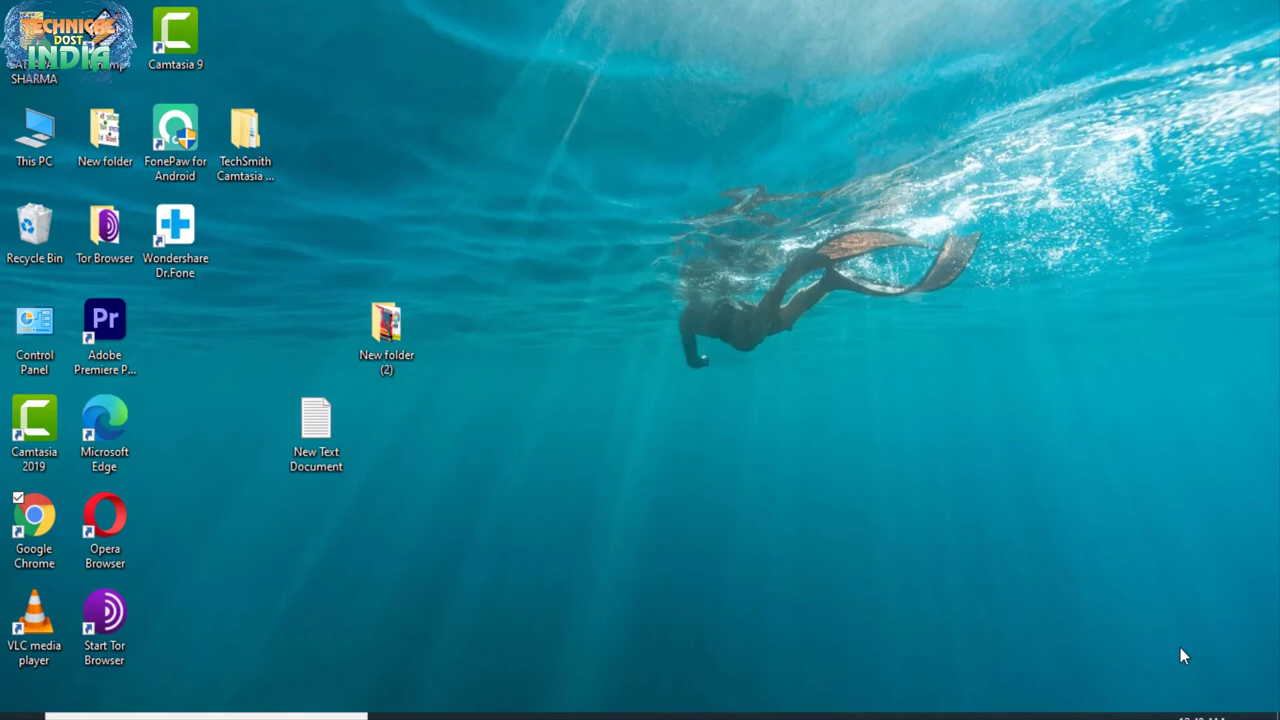 TECHNICAL
DOST
INDIA
SHARMA
Camtasia 9
This PC
New folder
FonePaw for
Android
TechSmith
Camtasia ...
Recycle Bin
Tor Browser
Wondershare
Dr.Fone
Control
Panel
Pr
Adobe
Premiere P...
New folder
(2)
Camtasia
2019
Microsoft
Edge
New Text
Document
Google
Chrome
Opera
Browser
VLC media
player
Start Tor
Browser